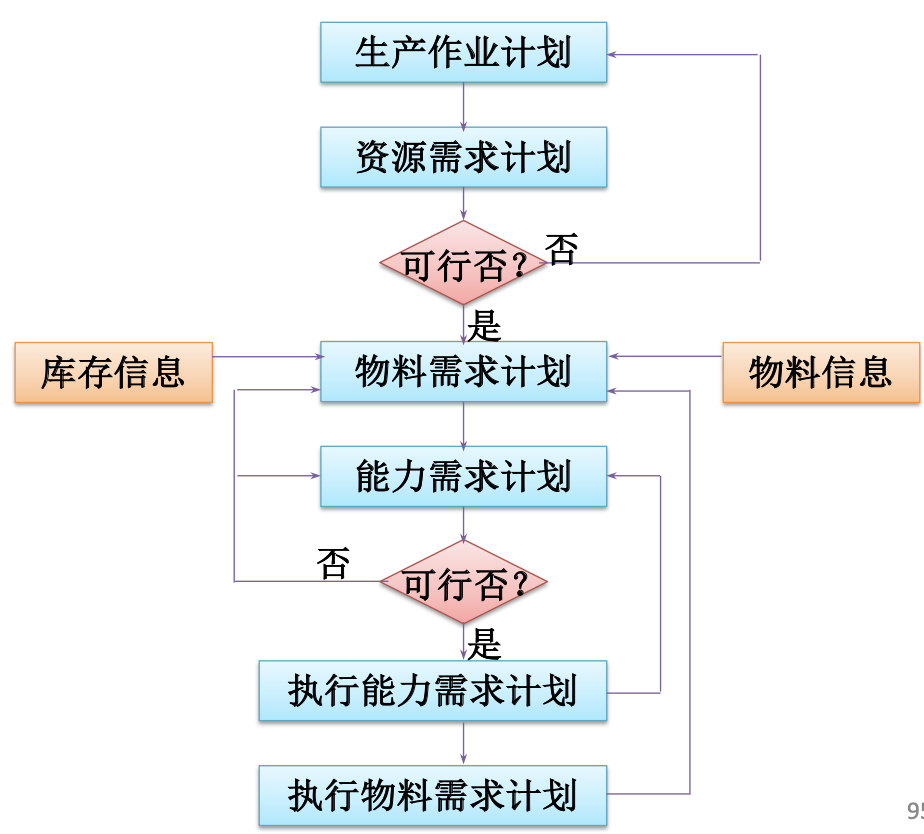 生产作业计划
资源需求计划
可行否?
否
是
库存信息
物料需求计划
物料信息
能力需求计划
否
可行否?
是
执行能力需求计划
执行物料需求计划